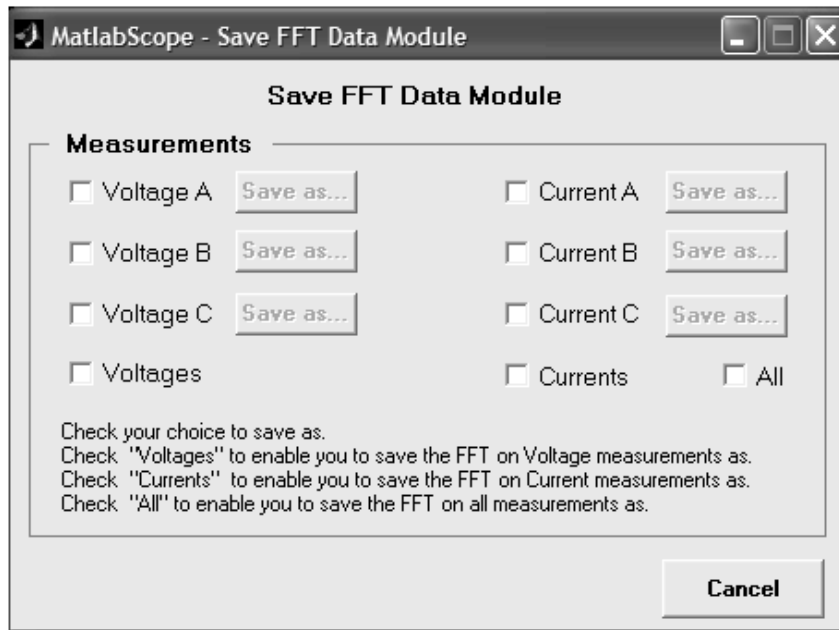 MatlabScope - Save FFT Data Module
Save FFT Data Module
Measurements
Voltage A Save as... Current A Save as...
Voltage B Save as... Current B Save as...
Voltage C Save as... Current C Save as...
Voltages Currents All
Check your choice to save as.
Check "Voltages" to enable you to save the FFT on Voltage measurements as.
Check "Currents" to enable you to save the FFT on Current measurements as.
Check "All" to enable you to save the FFT on all measurements as.
Cancel